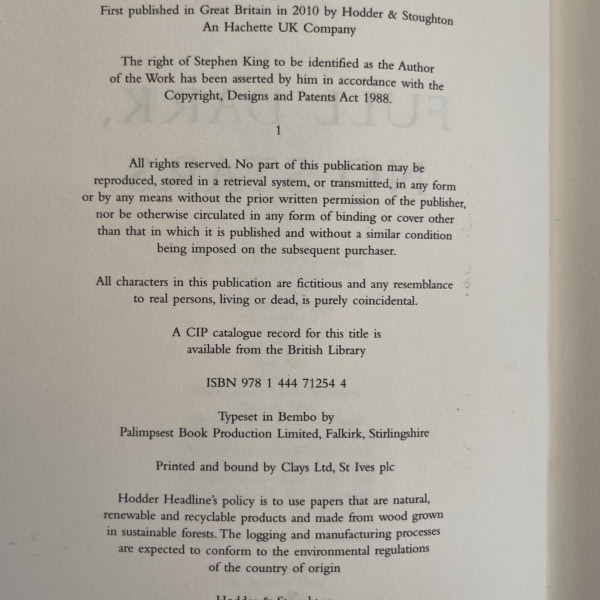 First published in Great Britain in 2010 by Hodder & Stoughton
An Hachette UK Company
The right of Stephen King to be identified as the Author
of the Work has been asserted by him in accordance with the
Copyright, Designs and Patents Act 1988.
1
All rights reserved. No part of this publication may be
reproduced, stored in a retrieval system, or transmitted, in any form
or by any means without the prior written permission of the publisher,
nor be otherwise circulated in any form of binding or cover other
than that in which it is published and without a similar condition
being imposed on the subsequent purchaser.
All characters in this publication are fictitious and any resemblance
to real persons, living or dead, is purely coincidental.
A CIP catalogue record for this title is
available from the British Library
ISBN 978 1 444 71254 4
Typeset in Bembo by
Palimpsest Book Production Limited, Falkirk, Stirlingshire
Printed and bound by Clays Ltd, St Ives plc
Hodder Headline's policy is to use papers that are natural,
renewable and recyclable products and made from wood grown
in sustainable forests. The logging and manufacturing processes
are expected to conform to the environmental regulations
of the country of origin